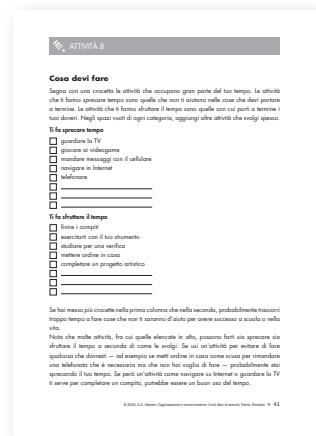 ATTIVITÀ 8
Cosa devi fare
Segna con una crocetta le attività che occupano gran parte del tuo tempo. Le attività
che ti fanno sprecare tempo sono quelle che non ti aiutano nelle cose che devi portare
a termine. Le attività che ti fanno sfruttare il tempo sono quelle con cui porti a termine i
tuoi doveri. Negli spazi vuoti di ogni categoria, aggiungi altre attività che svolgi spesso.
Ti fa sprecare tempo
guardare la TV
giocare ai videogame
mandare messaggi con il cellulare
navigare in Internet
telefonare
Ti fa sfruttare il tempo
finire i compiti
esercitarti con il tuo strumento
studiare per una verifica
mettere ordine in casa
completare un progetto artistico
Se hai messo più crocette nella prima colonna che nella seconda, probabilmente trascorri
troppo tempo a fare cose che non ti saranno d'aiuto per avere successo a scuola o nella
vita.
Nota che molte attività, fra cui quelle elencate in alto, possono farti sia sprecare sia
sfruttare il tempo a seconda di come le svolgi. Se usi un'attività per evitare di fare
qualcosa che dovresti — ad esempio se metti ordine in casa come scusa per rimandare
una telefonata che è necessaria ma che non hai voglia di fare — probabilmente stai
sprecando il tuo tempo. Se però un'attività come navigare su Internet o guardare la TV
ti serve per completare un compito, potrebbe essere un buon uso del tempo.
© 2016, S.A. Hansen, Organizzazione e concentrazione: il mio diario di esercizi, Trento, Erickson • 41